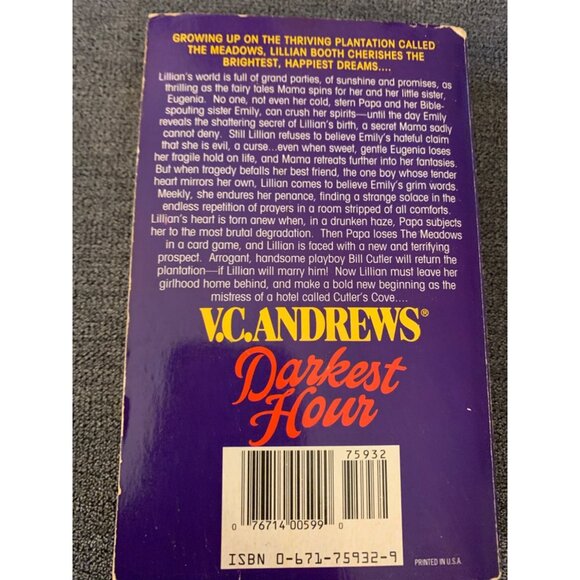 GROWING UP ON THE THRIVING PLANTATION CALLED
THE MEADOWS, LILLIAN BOOTH CHERISHES THE
BRIGHTEST, HAPPIEST DREAMS....
Lillian's world is full of grand parties, of sunshine and promises, as
thrilling as the fairy tales Mama spins for her and her little sister,
Eugenia. No one, not even her cold, stern Papa and her Bible-
spouting sister Emily, can crush her spirits—until the day Emily
reveals the shattering secret of Lillian's birth, a secret Mama sadly
cannot deny. Still Lillian refuses to believe Emily's hateful claim
that she is evil, a curse...even when sweet, gentle Eugenia loses
her fragile hold on life, and Mama retreats further into her fantasies.
But when tragedy befalls her best friend, the one boy whose tender
heart mirrors her own, Lillian comes to believe Emily's grim words.
Meekly, she endures her penance, finding a strange solace in the
endless repetition of prayers in a room stripped of all comforts.
Lillian's heart is torn anew when, in a drunken haze, Papa subjects
her to the most brutal degradation. Then Papa loses The Meadows
in a card game, and Lillian is faced with a new and terrifying
prospect. Arrogant, handsome playboy Bill Cutler will return the
plantation—if Lillian will marry him! Now Lillian must leave her
girlhood home behind, and make a bold new beginning as the
mistress of a hotel called Cutler's Cove....
V.C. ANDREWS®
Darkest
Hour
75932
0 76714 00599 0
ISBN 0-671-75932-9
PRINTED IN U.S.A.